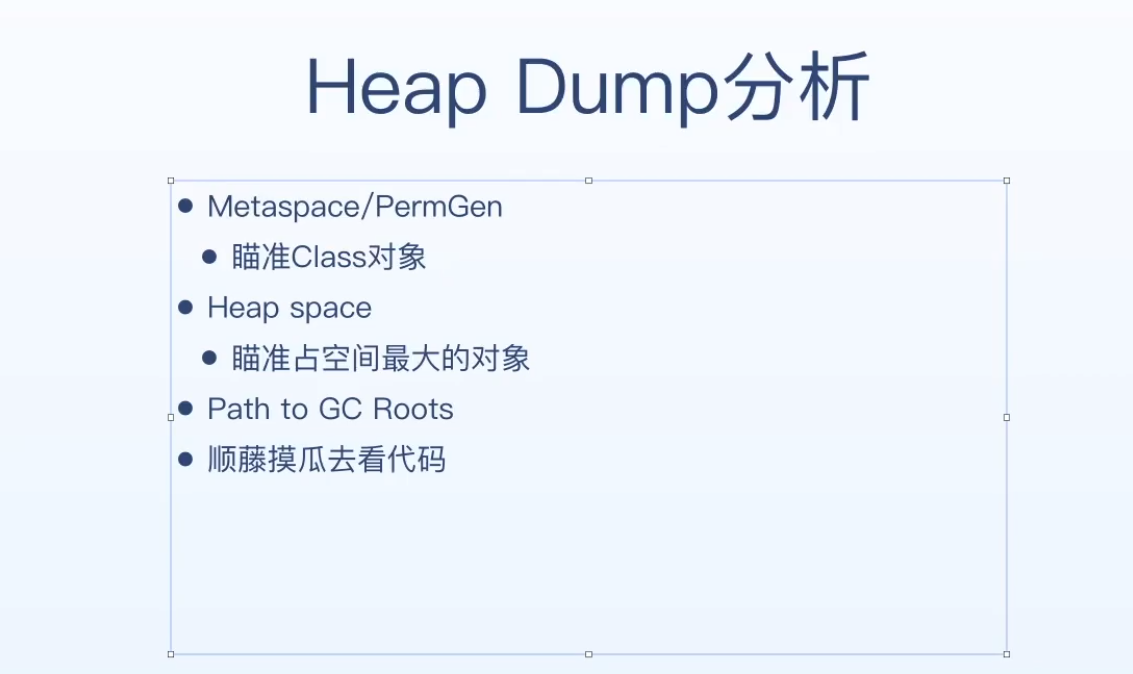 Heap Dump分析
Metaspace/PermGen
瞄准Class对象
Heap space
瞄准占空间最大的对象
Path to GC Roots
顺藤摸瓜去看代码